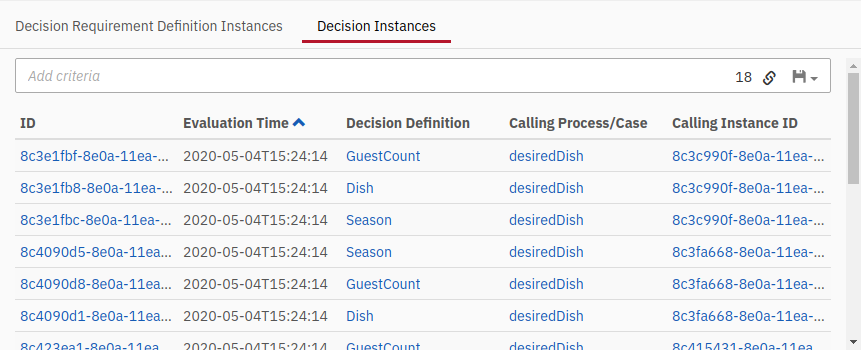 Decision Requirement Definition Instances Decision Instances
Add criteria 18
ID Evaluation Time Decision Definition Calling Process/Case Calling Instance ID
8c3e1fbf-8e0a-11ea-... 2020-05-04T15:24:14 GuestCount desiredDish 8c3c990f-8e0a-11ea-...
8c3e1fb8-8e0a-11ea-... 2020-05-04T15:24:14 Dish desiredDish 8c3c990f-8e0a-11ea-...
8c3e1fbc-8e0a-11ea-... 2020-05-04T15:24:14 Season desiredDish 8c3c990f-8e0a-11ea-...
8c4090d5-8e0a-11ea... 2020-05-04T15:24:14 Season desiredDish 8c3fa668-8e0a-11ea-...
8c4090d8-8e0a-11ea... 2020-05-04T15:24:14 GuestCount desiredDish 8c3fa668-8e0a-11ea-...
8c4090d1-8e0a-11ea... 2020-05-04T15:24:14 Dish desiredDish 8c3fa668-8e0a-11ea-...
8c423ea1-8e0a-11ea... 2020-05-04T15:24:14 GuestCount desiredDish 8c415431-8e0a-11ea-...